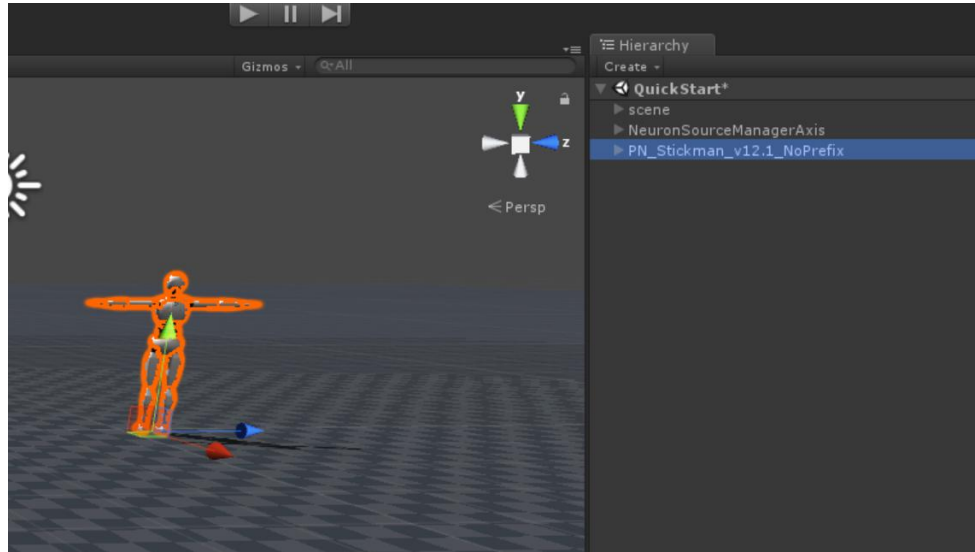 Hierarchy
Gizmos
All
Create
QuickStart*
scene
NeuronSourceManagerAxis
PN_Stickman_v12.1_NoPrefix
y
z
Persp